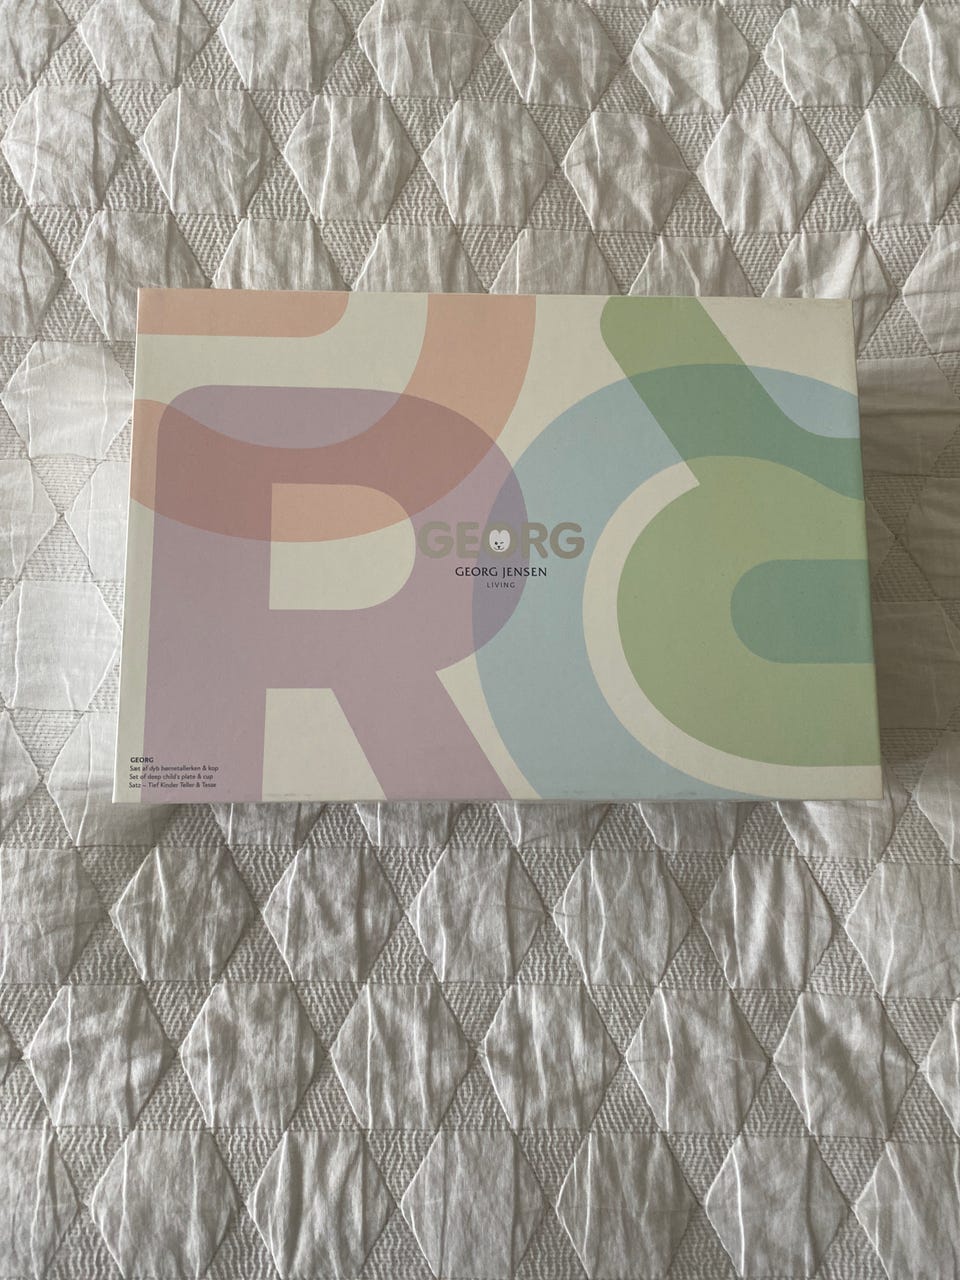 GEORG
GEORG JENSEN
LIVING
GEORG
Sæt af dyb børnetallerken & kop
Set of deep child's plate & cup
Satz – Tief Kinder Teller & Tasse